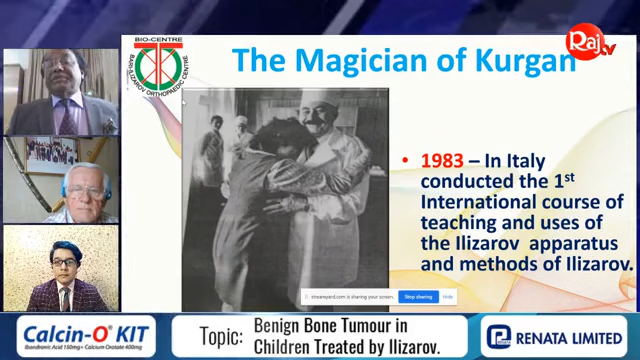 BIO-CENTRE
BARI-ILIZAROV ORTHOPAEDIC CENTRE
The Magician of Kurgan
Raj tv
• 1983 – In Italy
conducted the 1st
International course of
teaching and uses of
the Ilizarov apparatus
and methods of Ilizarov.
streamyard.com is sharing your screen.
Stop sharing
Hide
Calcin-O® KIT
Ibandronic Acid 150mg + Calcium Orotate 400mg
Topic:
Benign Bone Tumour in
Children Treated by Ilizarov.
RENATA LIMITED